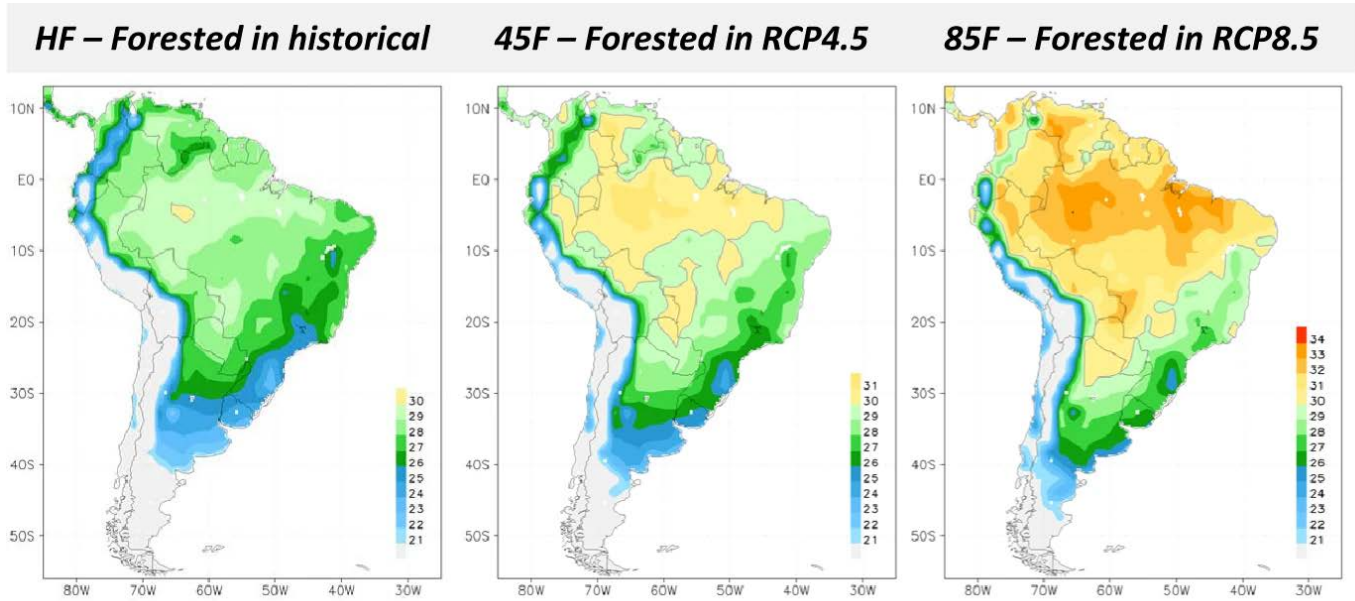 HF – Forested in historical
45F – Forested in RCP4.5
85F – Forested in RCP8.5
10N
EQ
10S
20S
30S
40S
50S
80W 70W 60W 50W 40W 30W
30
29
28
27
26
25
24
23
22
21
10N
EQ
10S
20S
30S
40S
50S
80W 70W 60W 50W 40W 30W
31
30
29
28
27
26
25
24
23
22
21
10N
EQ
10S
20S
30S
40S
50S
80W 70W 60W 50W 40W 30W
34
33
32
31
30
29
28
27
26
25
24
23
22
21